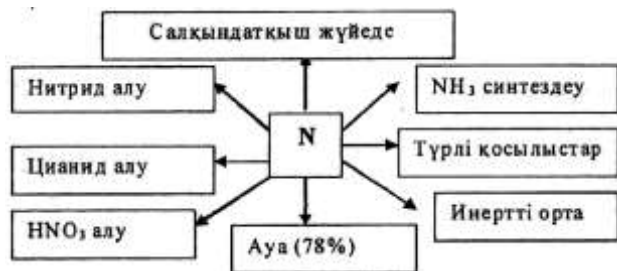 Салқындатқыш жүйеде
Нитрид алу
NH₃ синтездеу
N
Түрлі қосылыстар
Цианид алу
Инертті орта
HNO₃ алу
Ауа (78%)